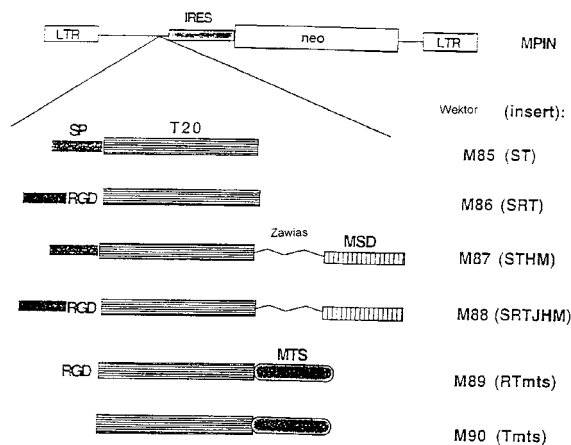 IRES
LTR neo LTR MPIN
Wektor (insert):
SP T20
M85 (ST)
RGD M86 (SRT)
Zawias MSD
M87 (STHM)
RGD M88 (SRTJHM)
MTS
RGD M89 (RTmts)
M90 (Tmts)